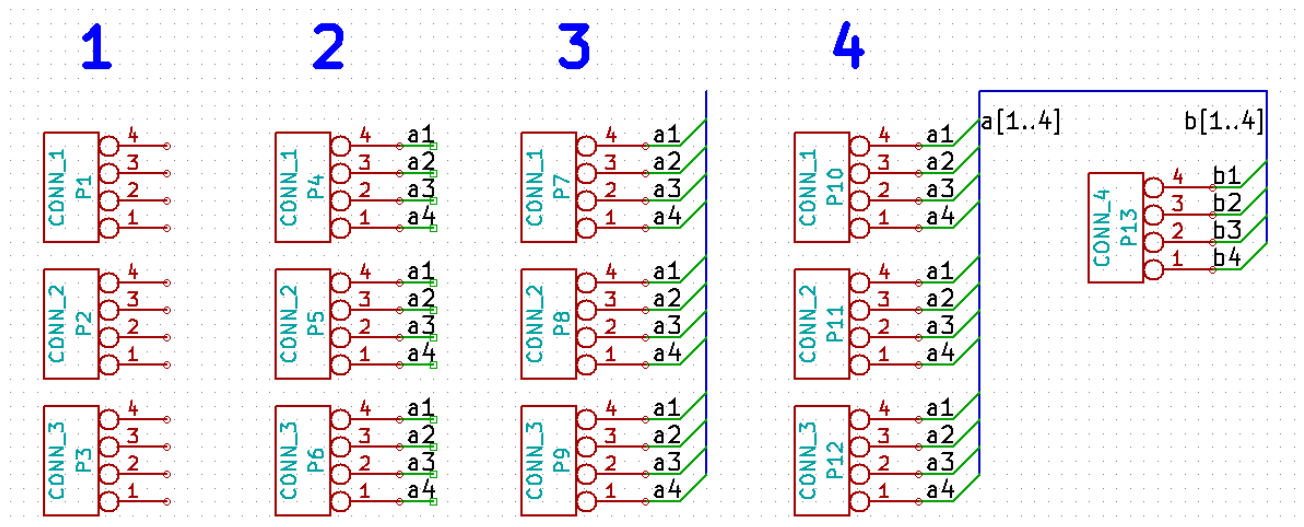 1 2 3 4
CONN_1
P1
4
3
2
1
CONN_2
P2
4
3
2
1
CONN_3
P3
4
3
2
1
CONN_1
P4
4 a1
3 a2
2 a3
1 a4
CONN_2
P5
4 a1
3 a2
2 a3
1 a4
CONN_3
P6
4 a1
3 a2
2 a3
1 a4
CONN_1
P7
4 a1
3 a2
2 a3
1 a4
CONN_2
P8
4 a1
3 a2
2 a3
1 a4
CONN_3
P9
4 a1
3 a2
2 a3
1 a4
CONN_1
P10
4 a1
3 a2
2 a3
1 a4
CONN_2
P11
4 a1
3 a2
2 a3
1 a4
CONN_3
P12
4 a1
3 a2
2 a3
1 a4
a[1..4]
b[1..4]
CONN_4
P13
4 b1
3 b2
2 b3
1 b4